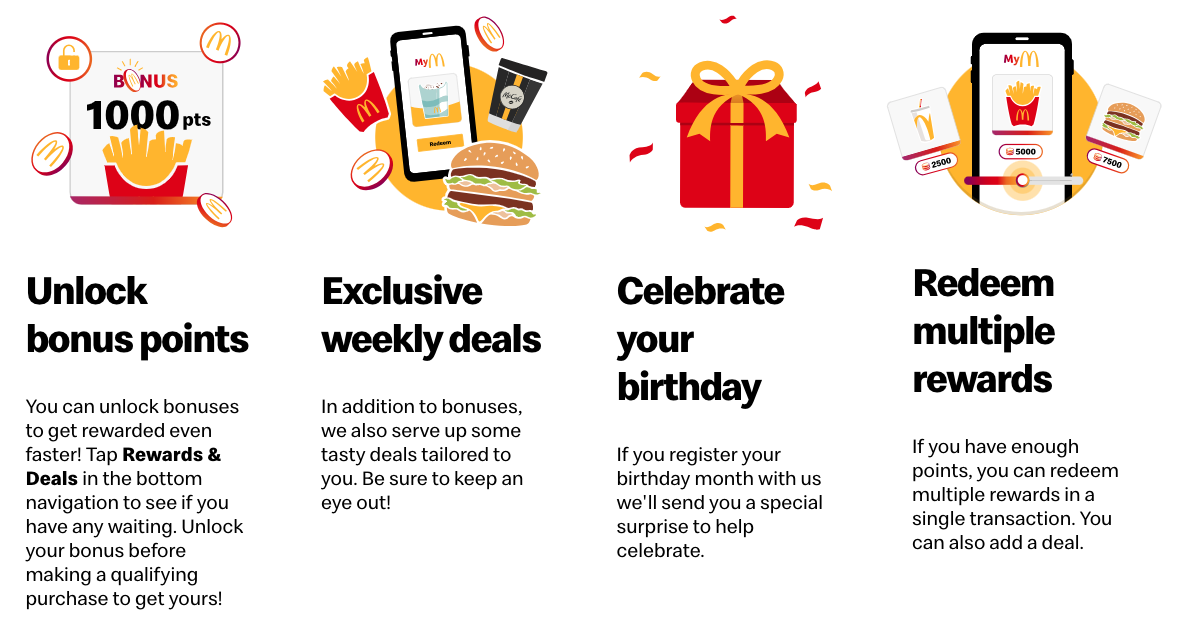 BONUS
1000 pts
My
Redeem
McCafé
My
2500
5000
7500
Unlock
bonus points
You can unlock bonuses
to get rewarded even
faster! Tap Rewards &
Deals in the bottom
navigation to see if you
have any waiting. Unlock
your bonus before
making a qualifying
purchase to get yours!
Exclusive
weekly deals
In addition to bonuses,
we also serve up some
tasty deals tailored to
you. Be sure to keep an
eye out!
Celebrate
your
birthday
If you register your
birthday month with us
we'll send you a special
surprise to help
celebrate.
Redeem
multiple
rewards
If you have enough
points, you can redeem
multiple rewards in a
single transaction. You
can also add a deal.